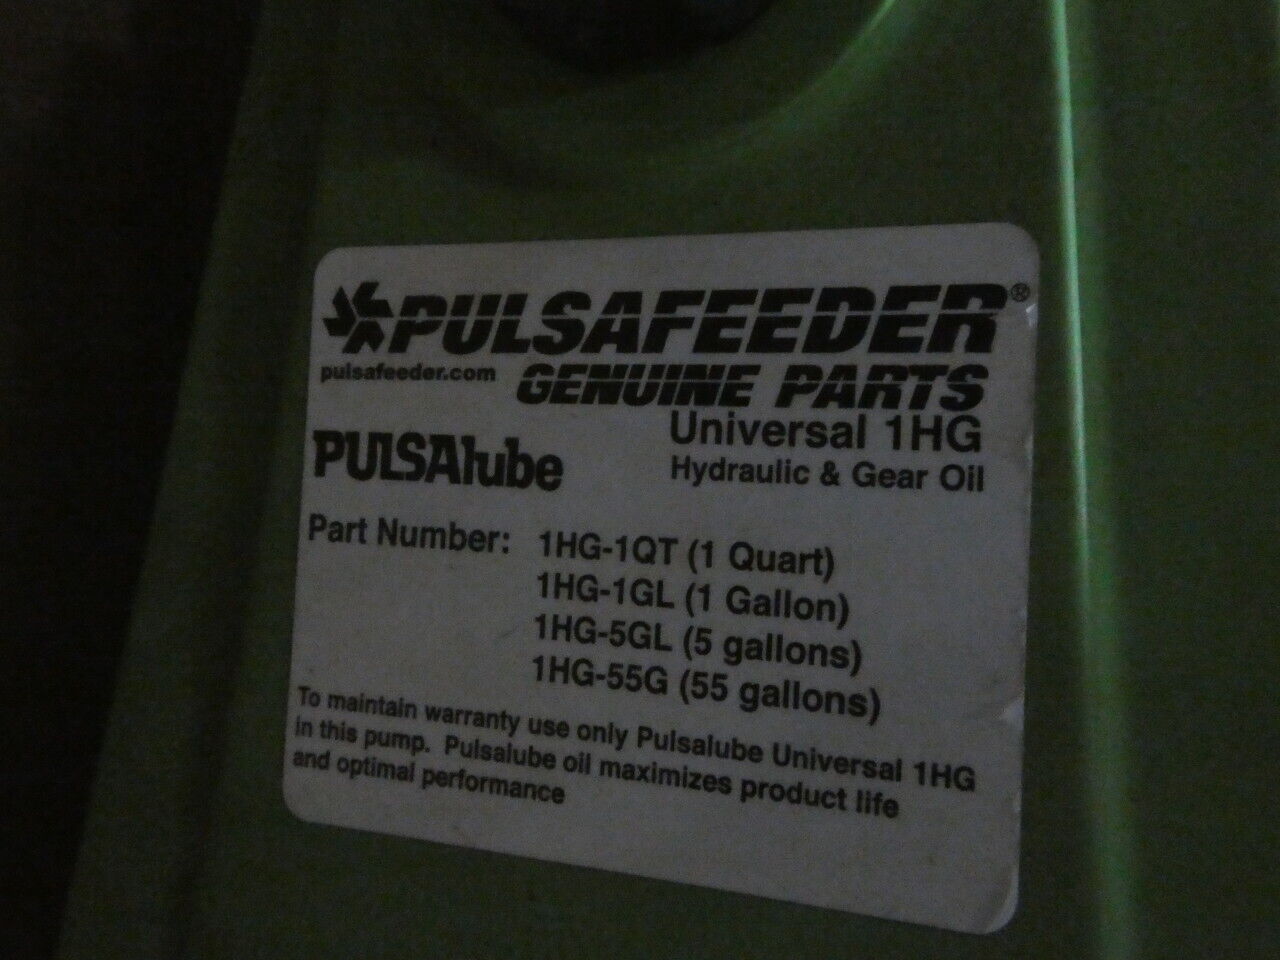 PULSAFEEDER®
pulsafeeder.com
GENUINE PARTS
PULSAlube
Universal 1HG
Hydraulic & Gear Oil
Part Number: 1HG-1QT (1 Quart)
1HG-1GL (1 Gallon)
1HG-5GL (5 gallons)
1HG-55G (55 gallons)
To maintain warranty use only Pulsalube Universal 1HG
in this pump. Pulsalube oil maximizes product life
and optimal performance